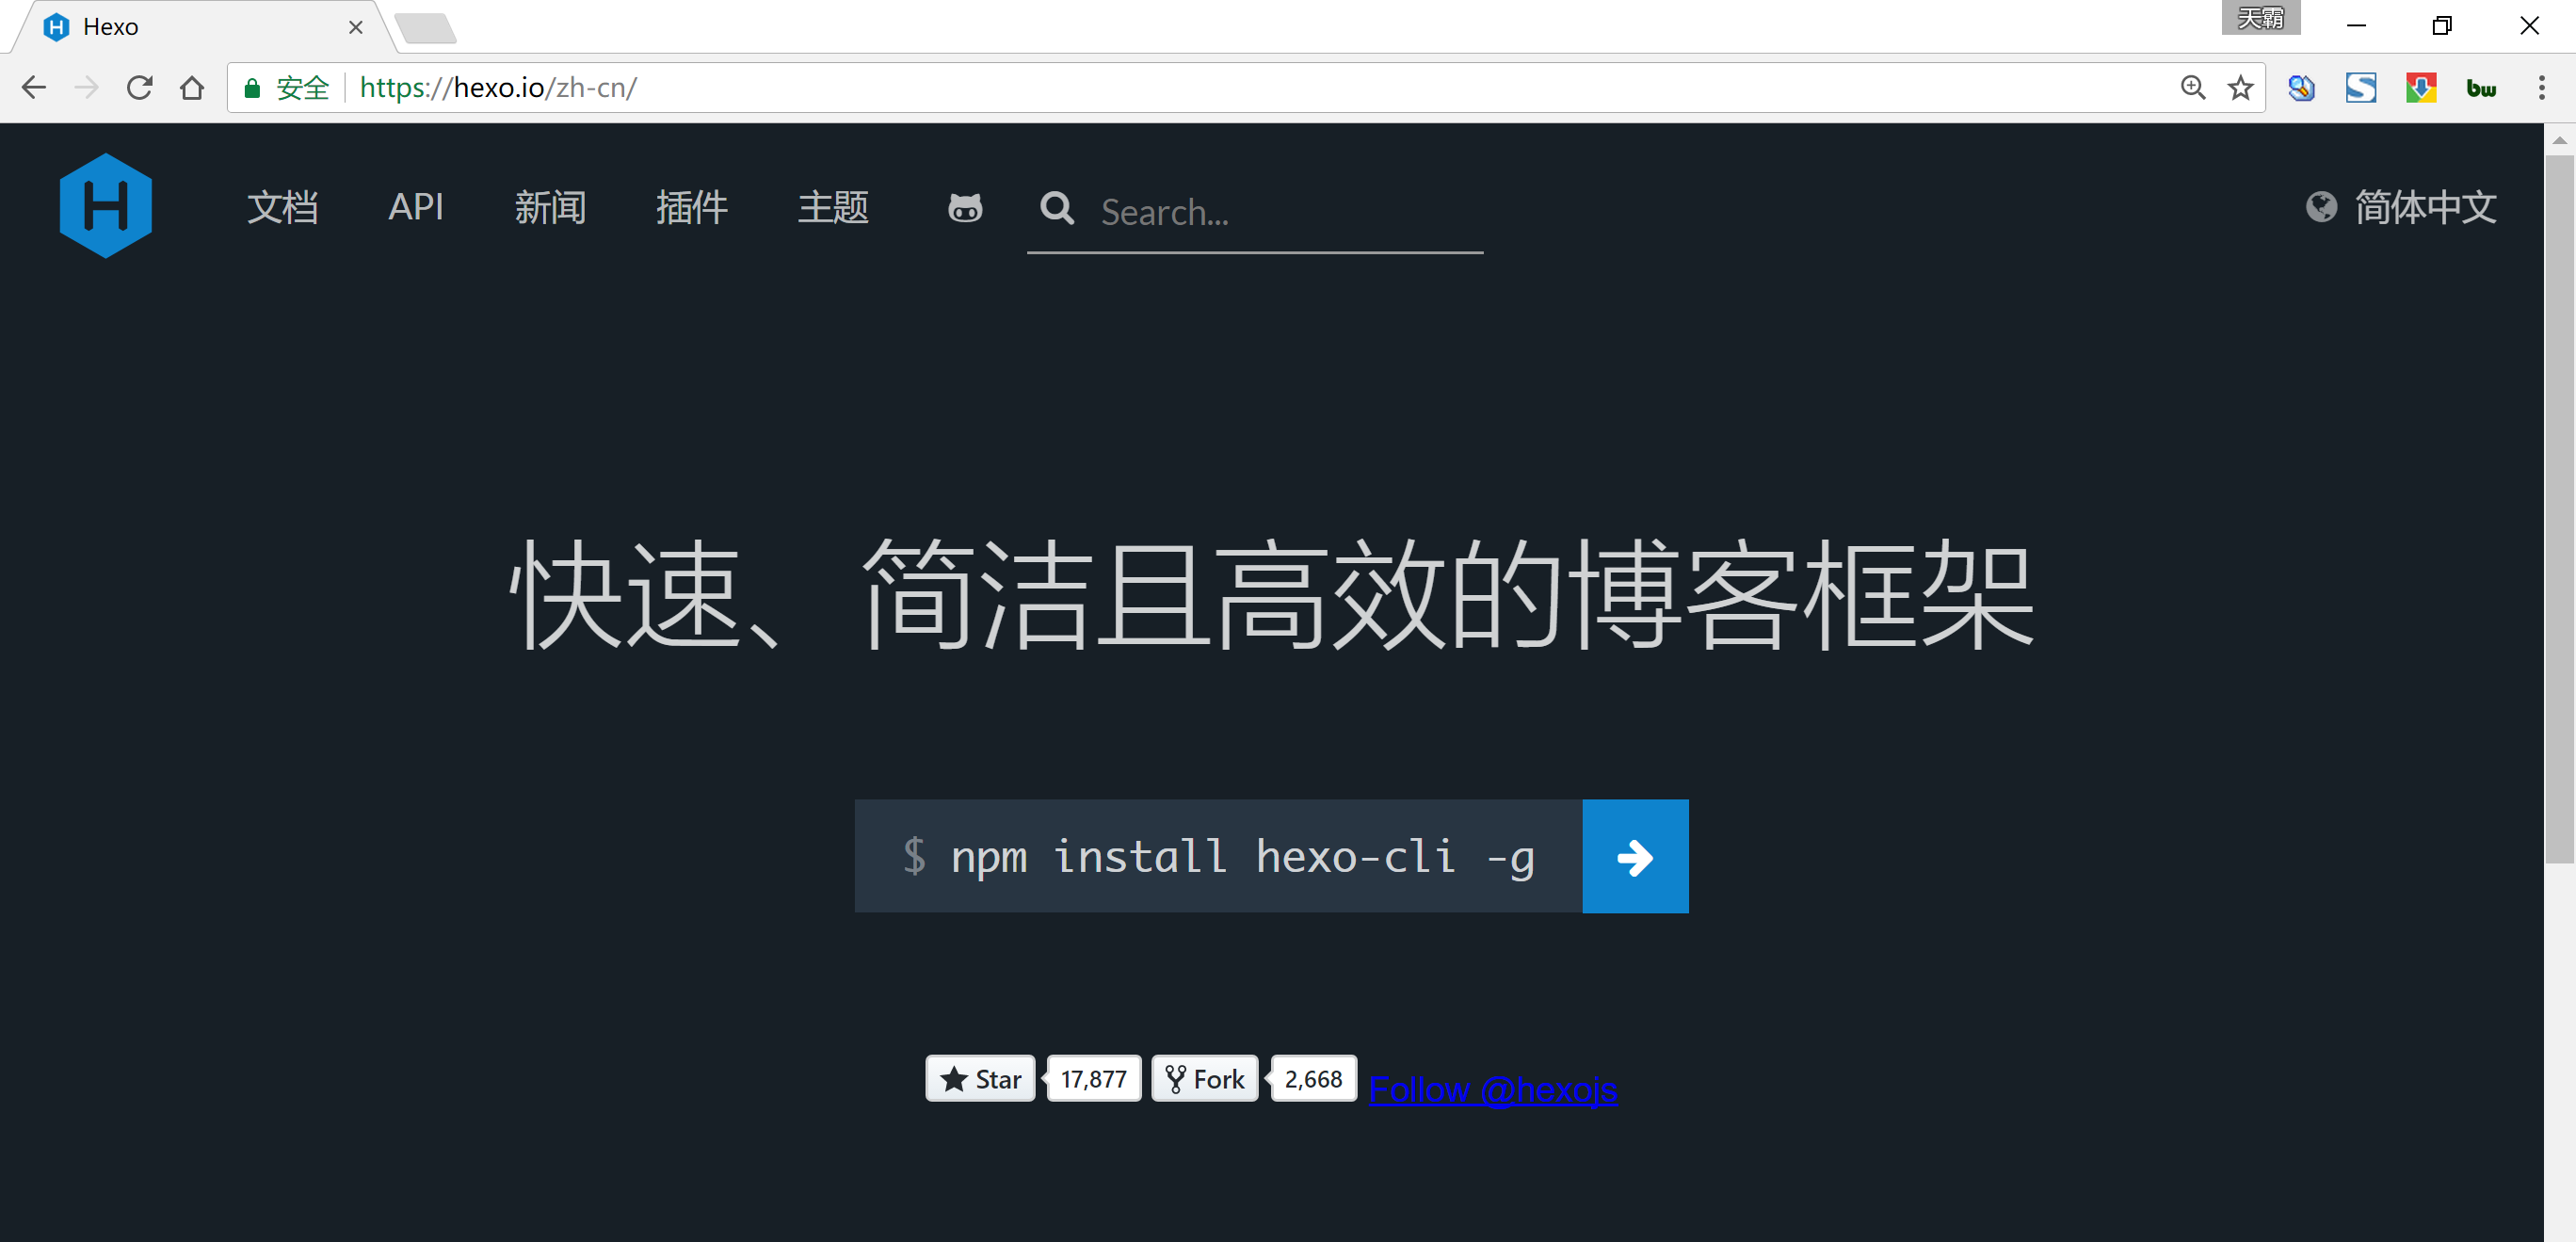 Hexo
天霸
安全 https://hexo.io/zh-cn/
bw
文档 API 新闻 插件 主题 Search... 简体中文
快速、简洁且高效的博客框架
$ npm install hexo-cli -g
Star 17,877 Fork 2,668 Follow @hexojs